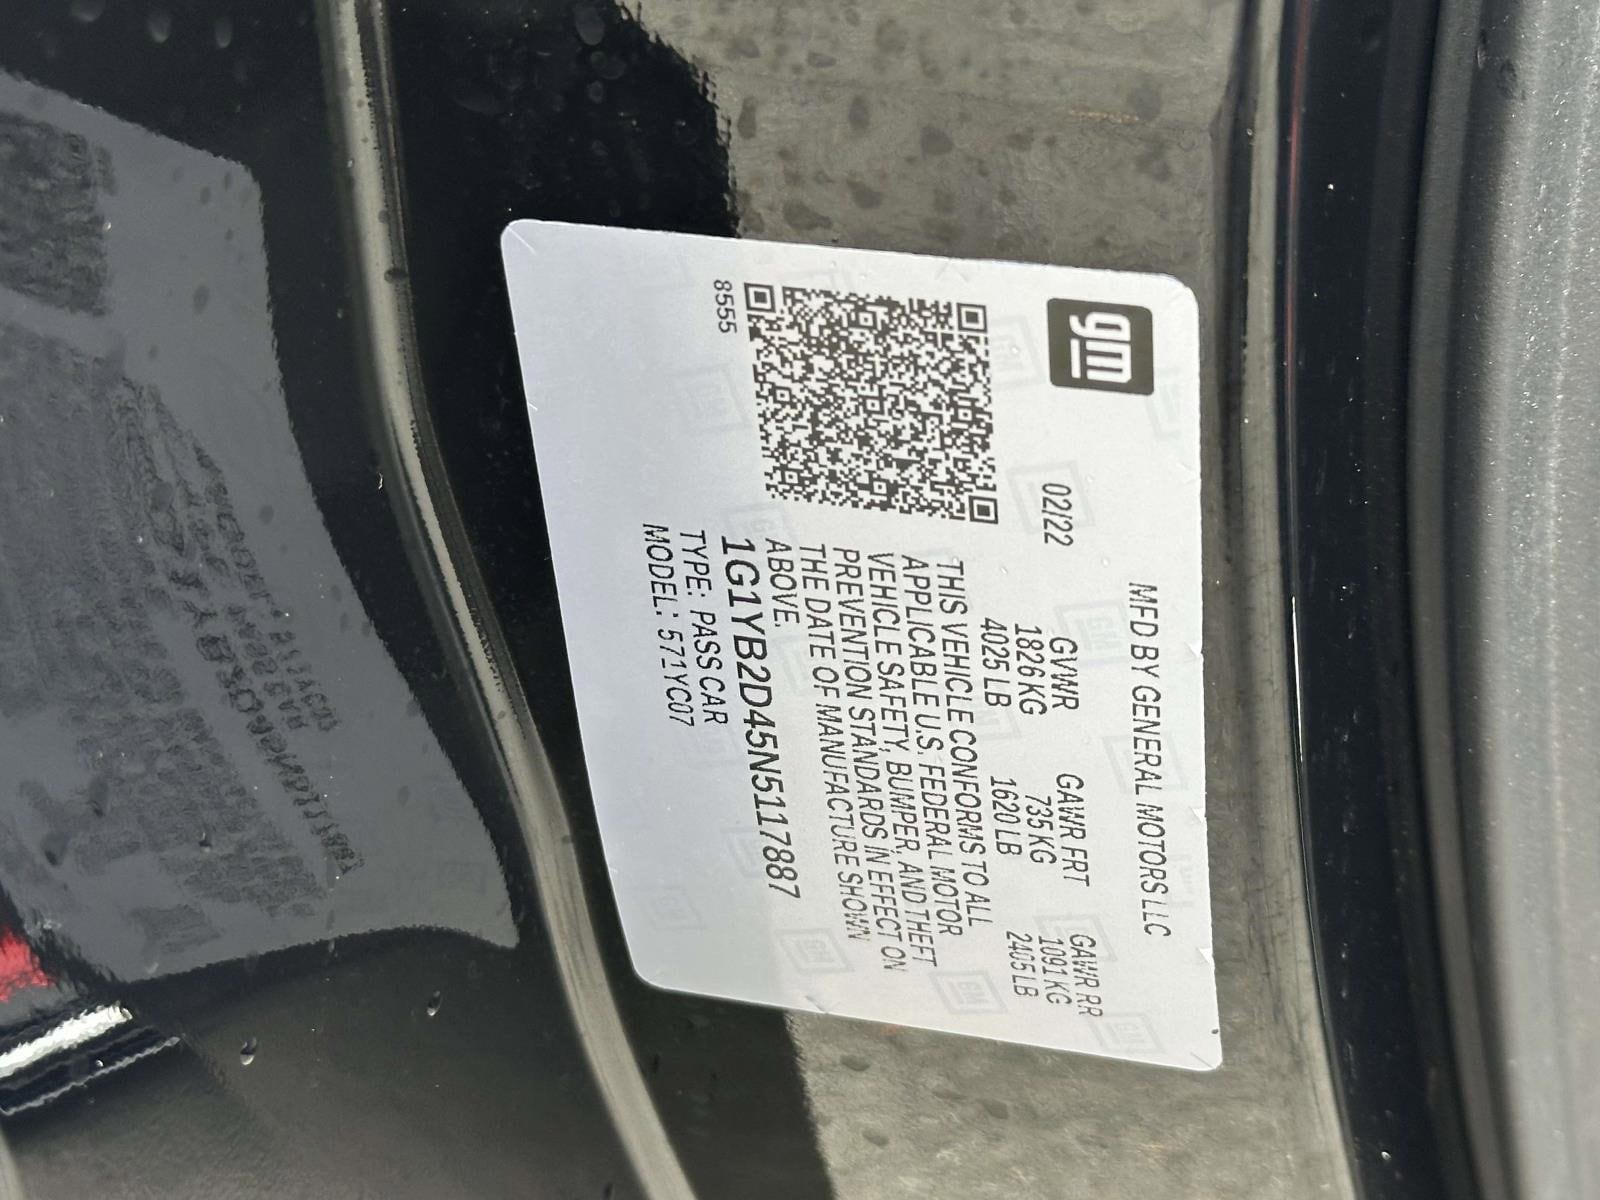 gm
MFD BY GENERAL MOTORS LLC
02/22
GVWR GAWR FRT GAWR RR
1826 KG 735 KG 1091 KG
4025 LB 1620 LB 2405 LB
THIS VEHICLE CONFORMS TO ALL
APPLICABLE U.S. FEDERAL MOTOR
VEHICLE SAFETY, BUMPER, AND THEFT
PREVENTION STANDARDS IN EFFECT ON
THE DATE OF MANUFACTURE SHOWN
ABOVE.
8555
1G1YB2D45N5117887
TYPE: PASS CAR
MODEL: 571YC07